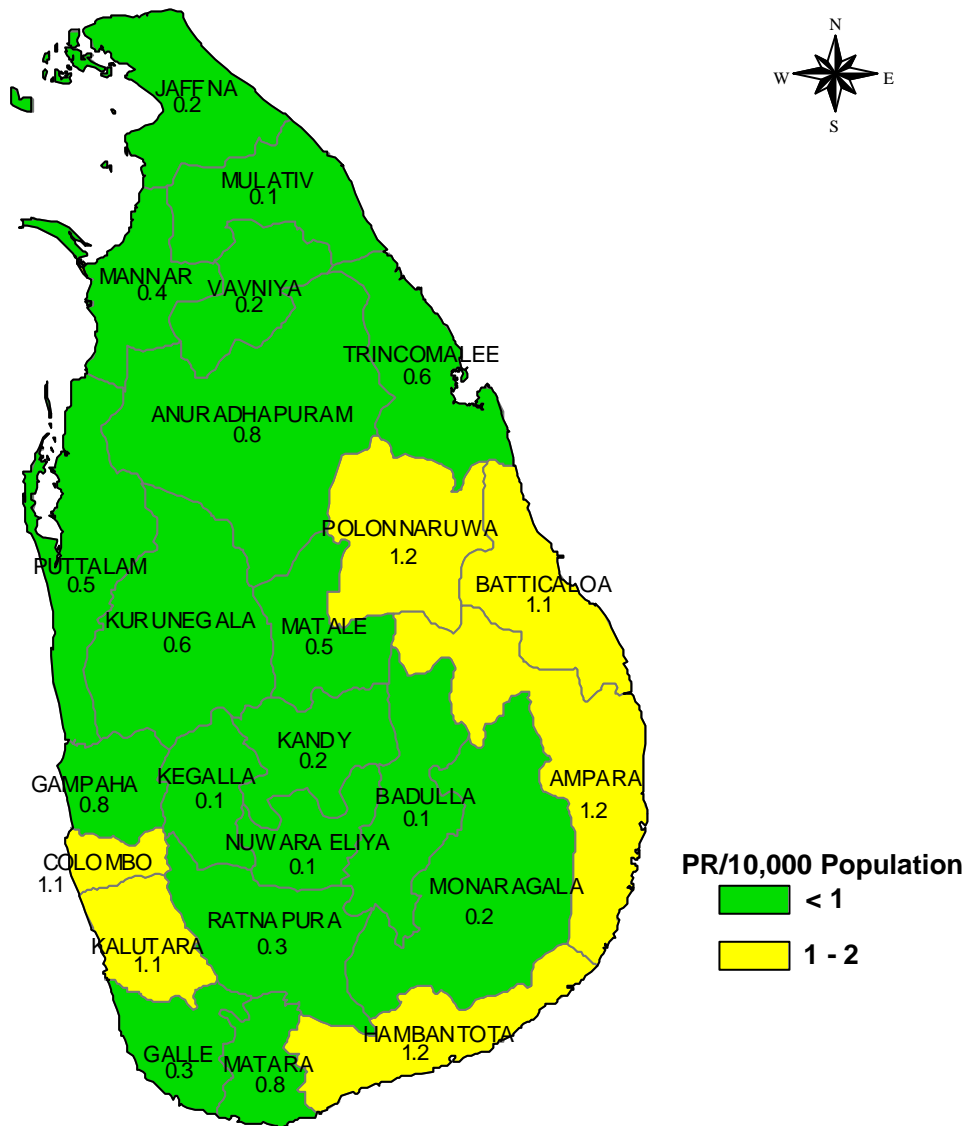 N
W E
S
JAFFNA
0.2
MULATIV
0.1
MANNAR
0.4
VAVNIYA
0.2
TRINCOMALEE
0.6
ANURADHAPURAM
0.8
POLONNARUWA
1.2
BATTICALOA
1.1
PUTTALAM
0.5
KURUNEGALA
0.6
MATALE
0.5
KANDY
0.2
GAMPAHA
0.8
KEGALLA
0.1
BADULLA
0.1
AMPARA
1.2
NUWARA ELIYA
0.1
COLOMBO
1.1
MONARAGALA
0.2
RATNAPURA
0.3
KALUTARA
1.1
HAMBANTOTA
1.2
GALLE
0.3
MATARA
0.8
PR/10,000 Population
< 1
1 - 2